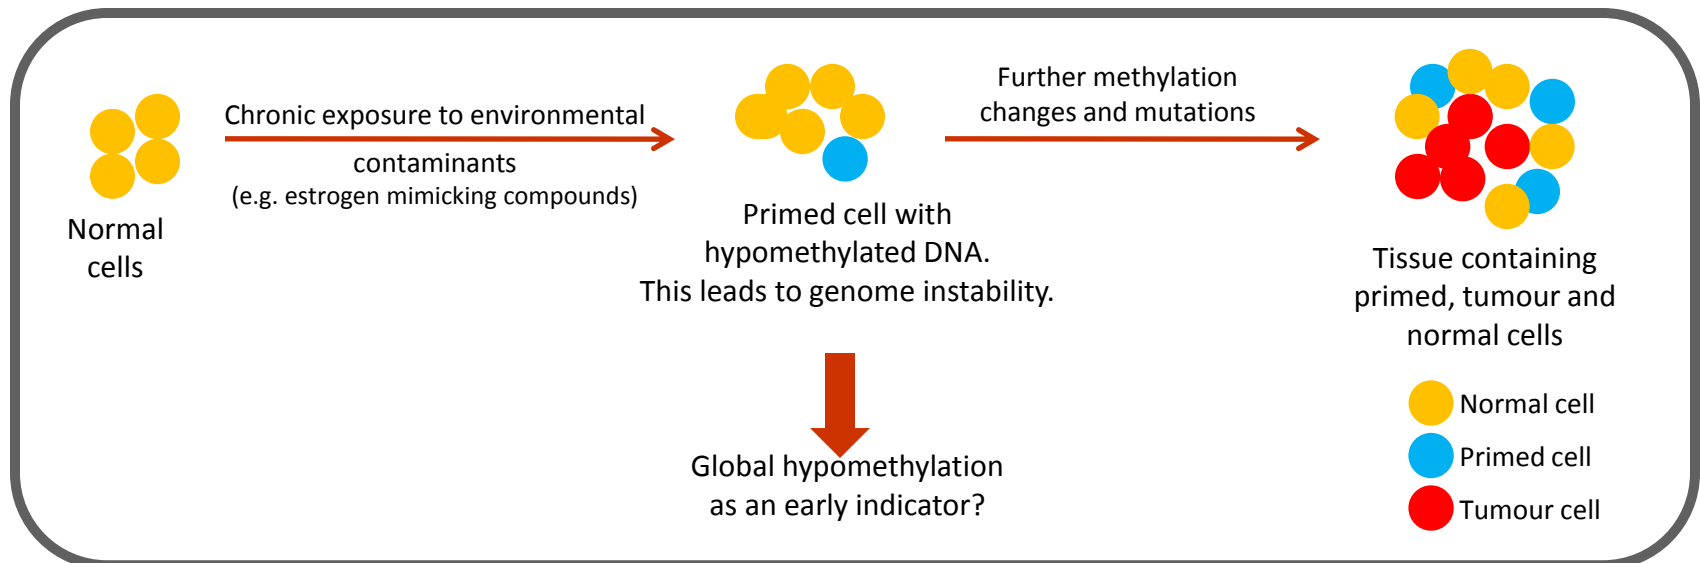 Normal
cells
Chronic exposure to environmental
contaminants
(e.g. estrogen mimicking compounds)
Primed cell with
hypomethylated DNA.
This leads to genome instability.
Global hypomethylation
as an early indicator?
Further methylation
changes and mutations
Tissue containing
primed, tumour and
normal cells
Normal cell
Primed cell
Tumour cell